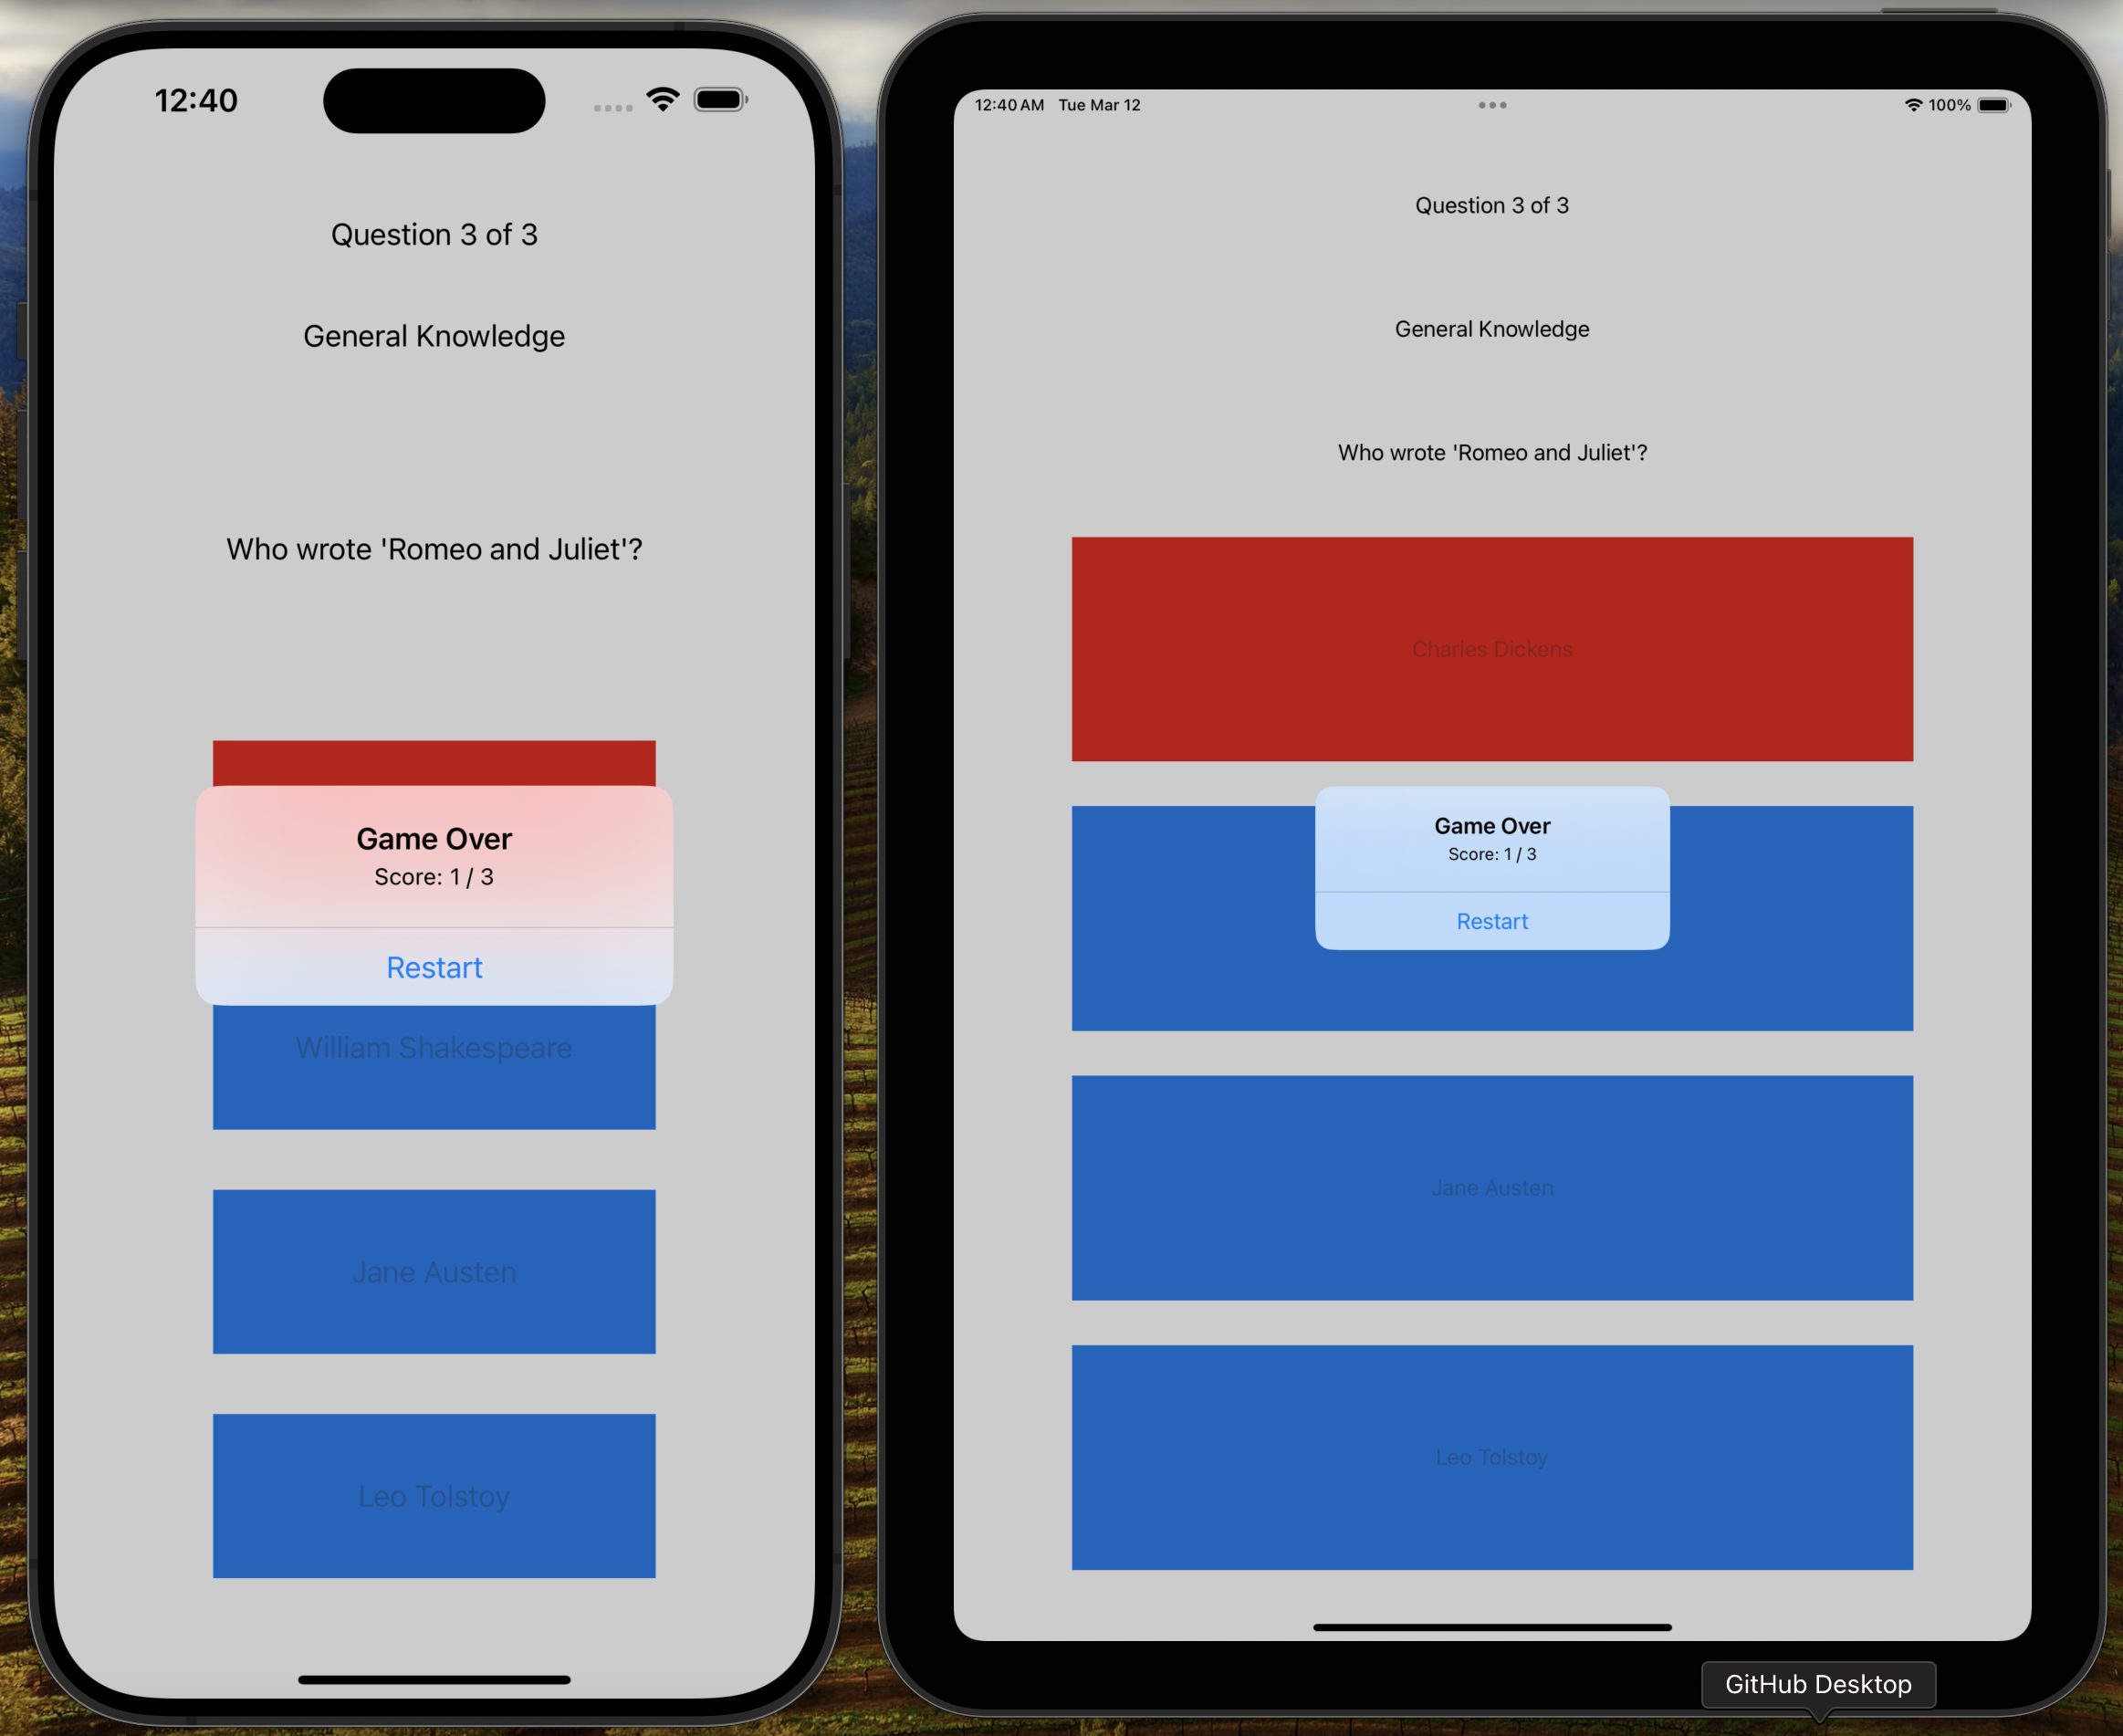 12:40
Question 3 of 3
General Knowledge
Who wrote 'Romeo and Juliet'?
Game Over
Score: 1 / 3
Restart
William Shakespeare
Jane Austen
Leo Tolstoy
12:40 AM Tue Mar 12
100%
Question 3 of 3
General Knowledge
Who wrote 'Romeo and Juliet'?
Charles Dickens
Game Over
Score: 1 / 3
Restart
Jane Austen
Leo Tolstoy
GitHub Desktop